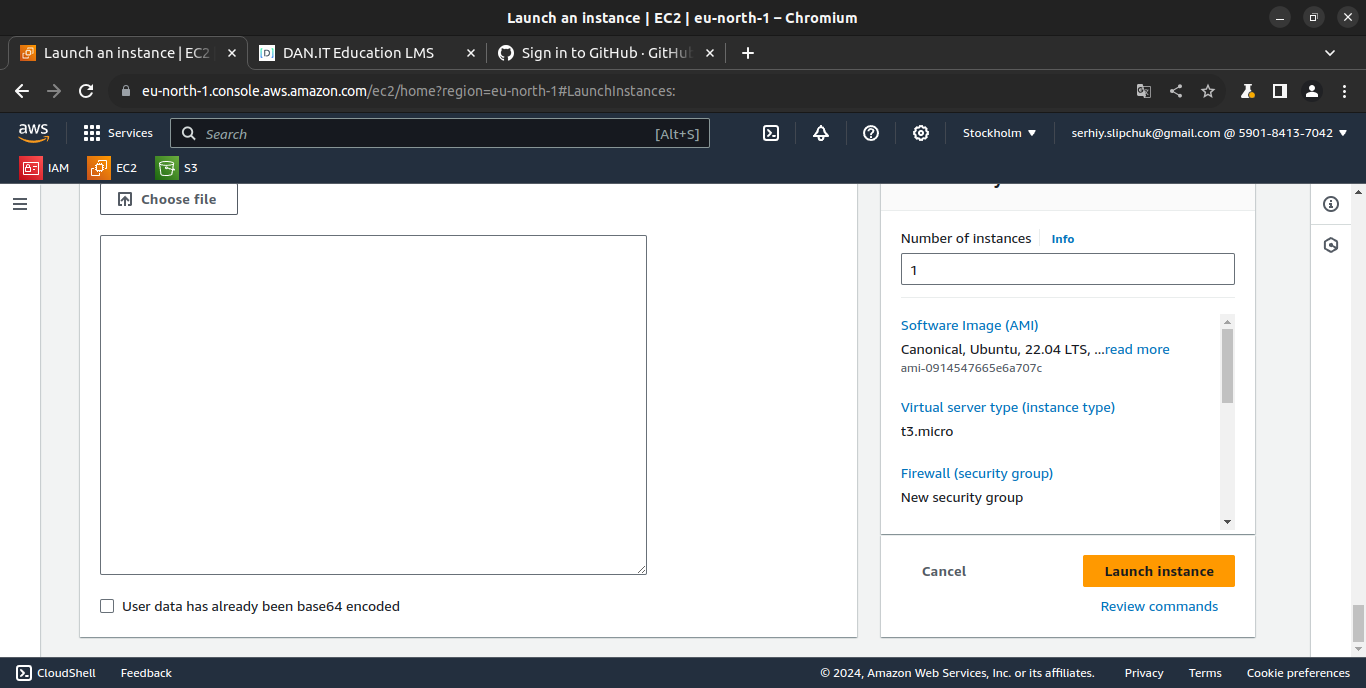 Launch an instance | EC2 | eu-north-1 – Chromium
Launch an instance | EC2
DAN.IT Education LMS
Sign in to GitHub · GitHub
eu-north-1.console.aws.amazon.com/ec2/home?region=eu-north-1#LaunchInstances:
aws
Services
Search
[Alt+S]
Stockholm
serhiy.slipchuk@gmail.com @ 5901-8413-7042
IAM
EC2
S3
Choose file
Number of instances
Info
1
Software Image (AMI)
Canonical, Ubuntu, 22.04 LTS, ...read more
ami-0914547665e6a707c
Virtual server type (instance type)
t3.micro
Firewall (security group)
New security group
Cancel
Launch instance
Review commands
User data has already been base64 encoded
CloudShell
Feedback
© 2024, Amazon Web Services, Inc. or its affiliates.
Privacy
Terms
Cookie preferences